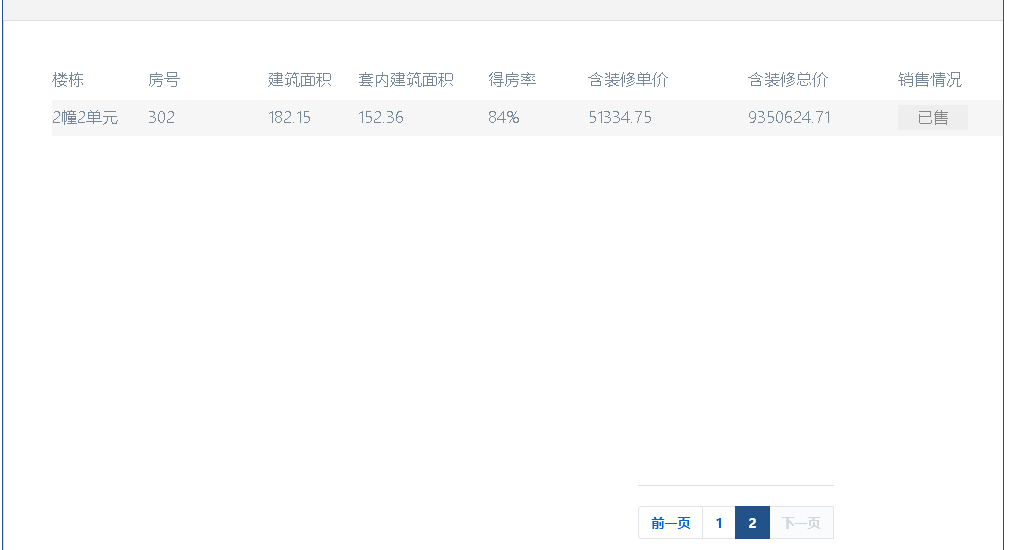 楼栋 房号 建筑面积 套内建筑面积 得房率 含装修单价 含装修总价 销售情况
2幢2单元 302 182.15 152.36 84% 51334.75 9350624.71 已售
前一页 1 2 下一页